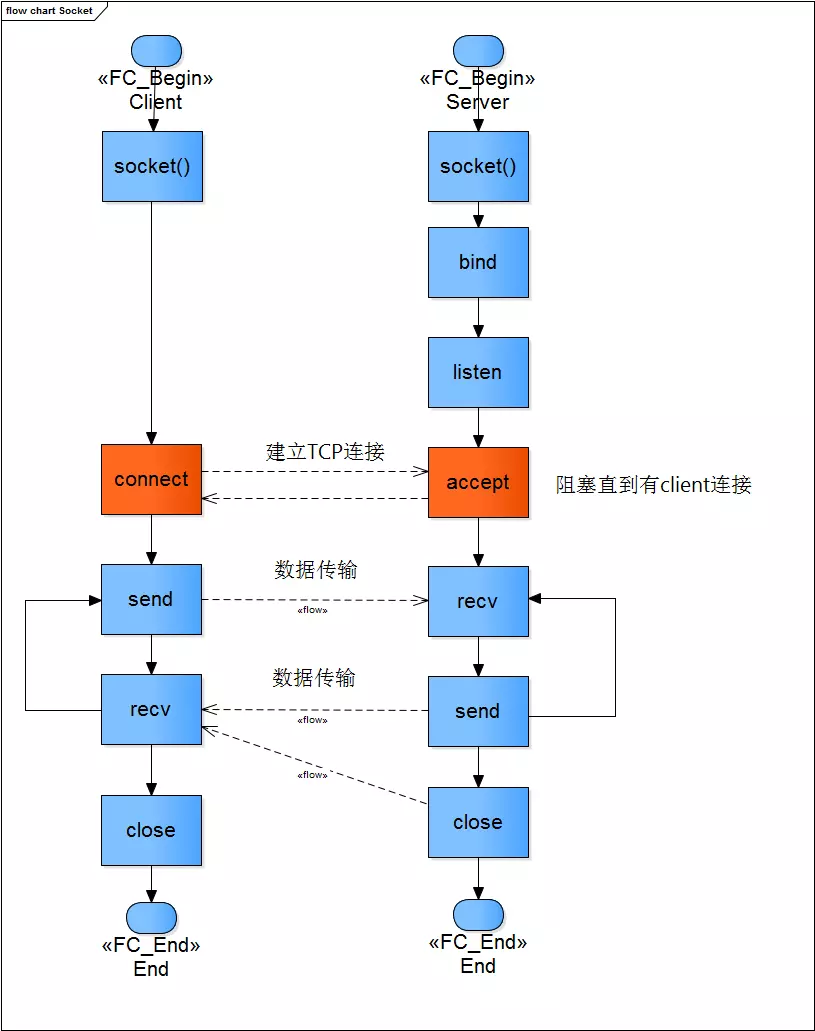 flow chart Socket
«FC_Begin»
Client
«FC_Begin»
Server
socket()
socket()
bind
listen
建立TCP连接
connect
accept
阻塞直到有client连接
数据传输
send
recv
«flow»
数据传输
recv
send
«flow»
«flow»
close
close
«FC_End»
End
«FC_End»
End